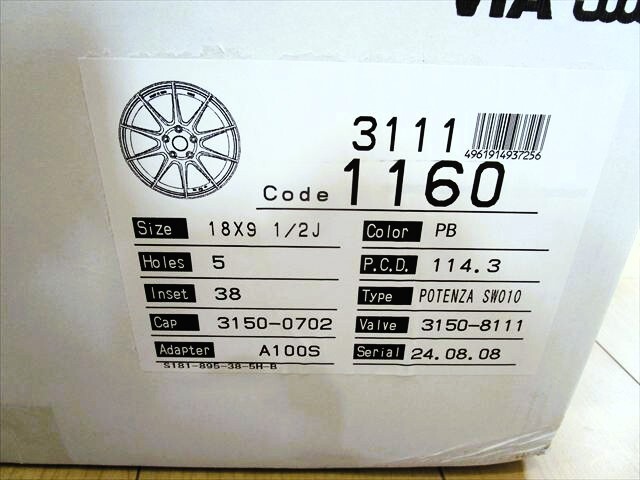 VIA
3111
4961914937256
Code 1160
Size 18X9 1/2J
Color PB
Holes 5
P.C.D. 114.3
Inset 38
Type POTENZA SW010
Cap 3150-0702
Valve 3150-8111
Adapter A100S
Serial 24.08.08
S181-895-38-5H-B